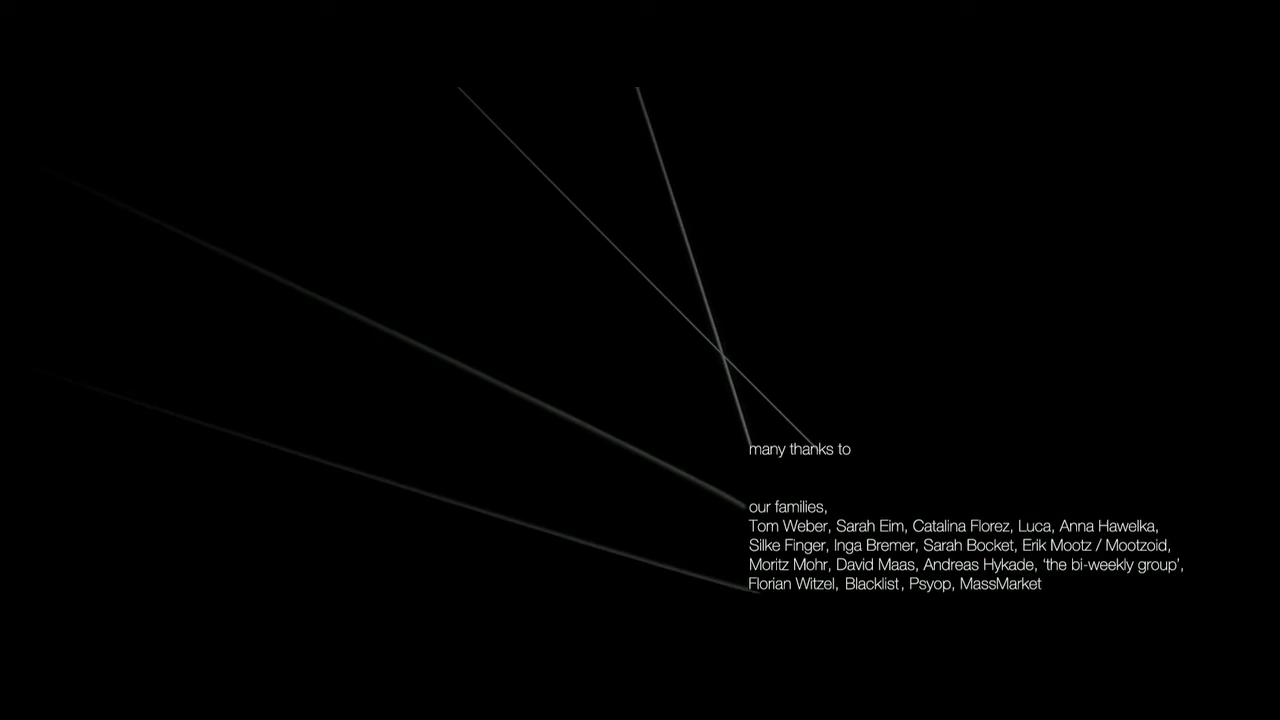 many thanks to
our families,
Tom Weber, Sarah Eim, Catalina Florez, Luca, Anna Hawelka,
Silke Finger, Inga Bremer, Sarah Bocket, Erik Mootz / Mootzoid,
Moritz Mohr, David Maas, Andreas Hykade, ‘the bi-weekly group’,
Florian Witzel, Blacklist, Psyop, MassMarket